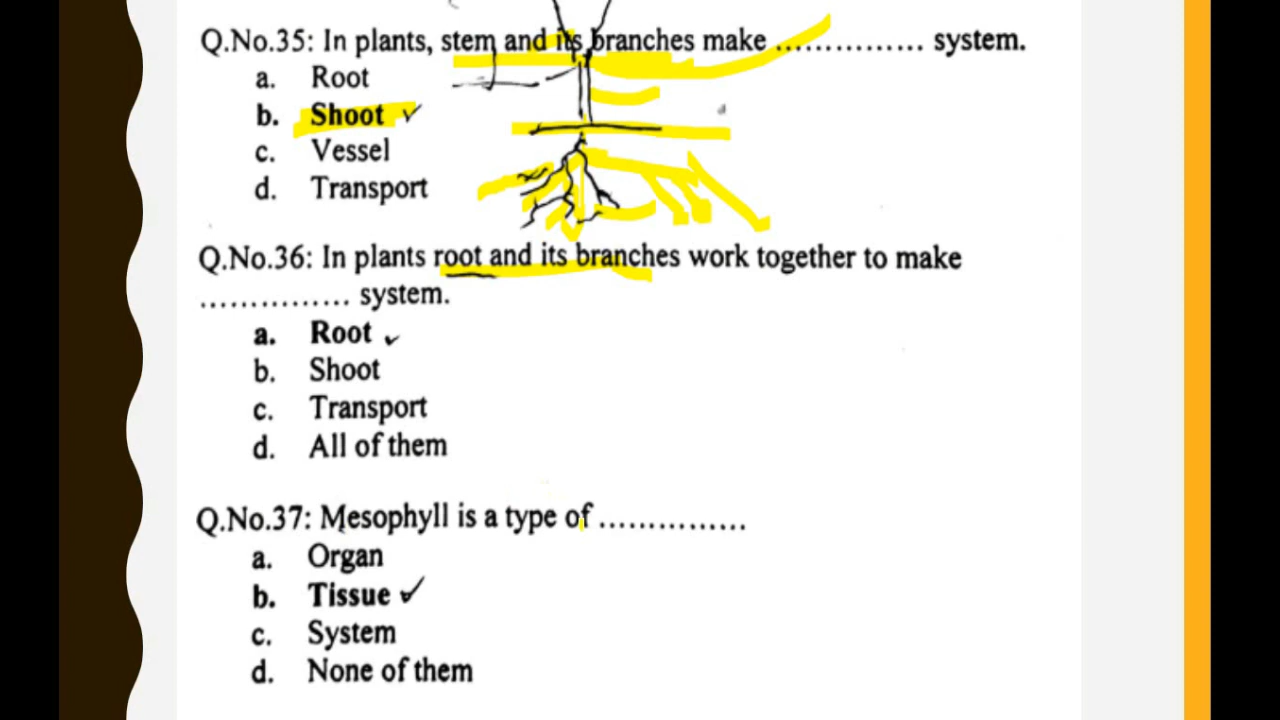 Q.No.35: In plants, stem and its branches make ............... system.
a. Root
b. Shoot ✓
c. Vessel
d. Transport
Q.No.36: In plants root and its branches work together to make
............... system.
a. Root ✓
b. Shoot
c. Transport
d. All of them
Q.No.37: Mesophyll is a type of ...............
a. Organ
b. Tissue ✓
c. System
d. None of them